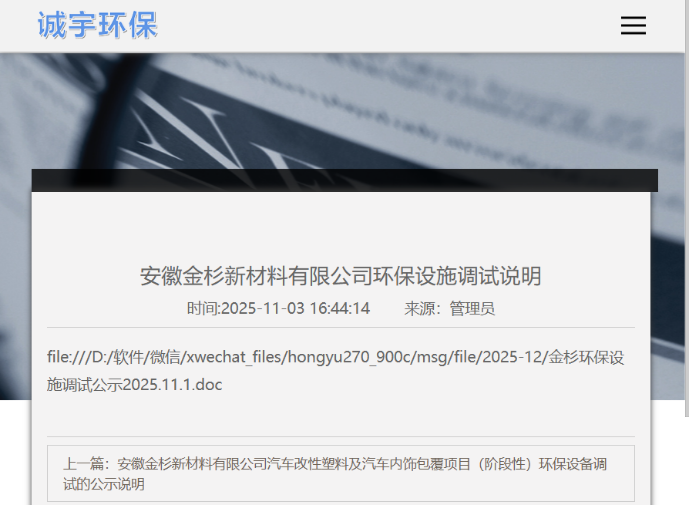 诚宇环保
安徽金杉新材料有限公司环保设施调试说明
时间:2025-11-03 16:44:14 来源：管理员
file:///D:/软件/微信/xwechat_files/hongyu270_900c/msg/file/2025-12/金杉环保设
施调试公示2025.11.1.doc
上一篇：安徽金杉新材料有限公司汽车改性塑料及汽车内饰包覆项目（阶段性）环保设备调
试的公示说明